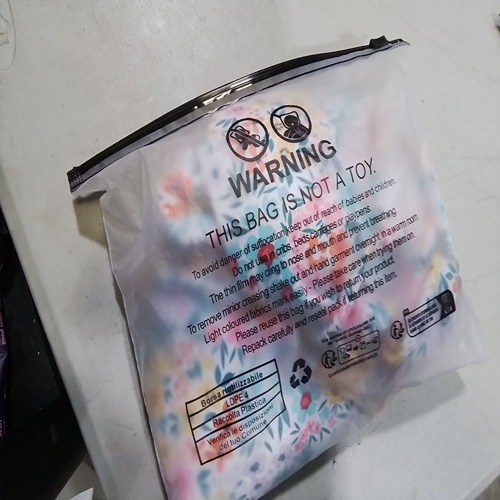 WARNING
THIS BAG IS NOT A TOY.
To avoid danger of suffocation keep out of reach of babies and children.
Do not use in cribs, beds, carriages or playpens.
The thin film may cling to nose and mouth and prevent breathing.
To remove minor creasing shake out and hang garment overnight, in a warm room.
Light coloured fabrics mark easily - Please take care when trying them on.
Please reuse this bag if you wish to return your product.
Repack carefully and reseal pack if returning this item.
Borsa riutilizzabile
LDPE 4
Raccolta Plastica
Verifica le disposizioni
del tuo Comune